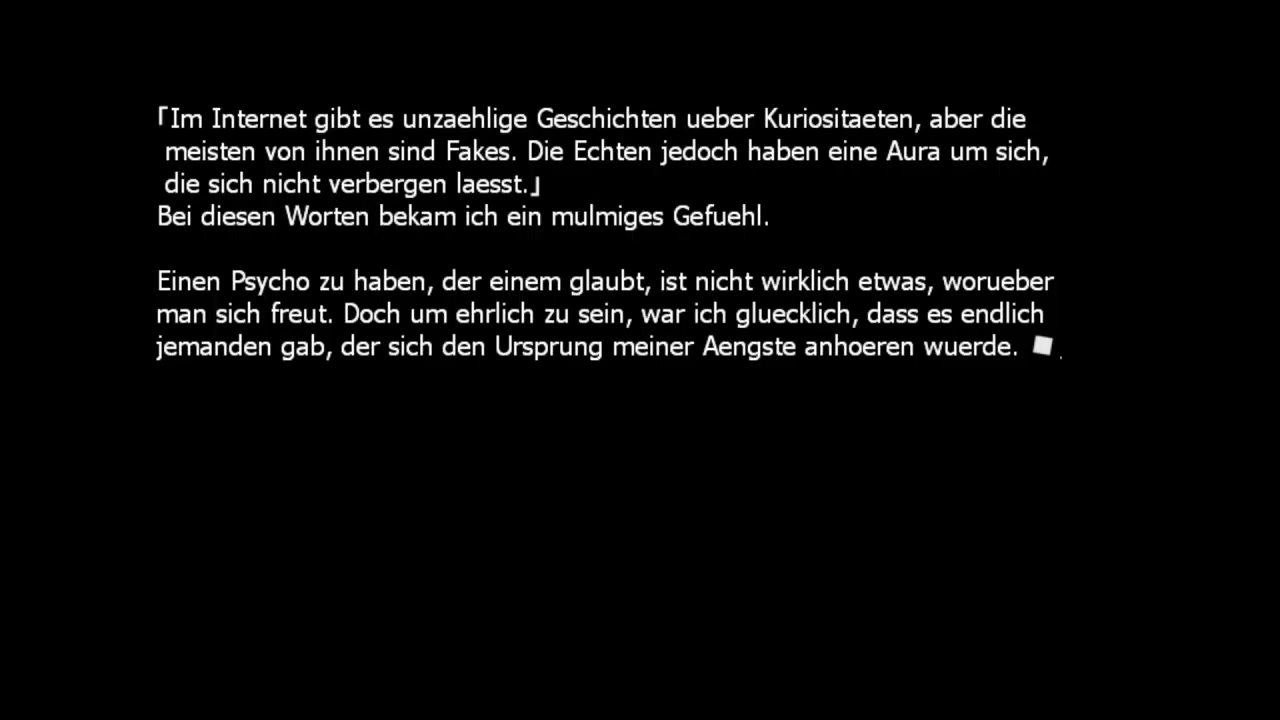 「Im Internet gibt es unzaehlige Geschichten ueber Kuriositaeten, aber die
meisten von ihnen sind Fakes. Die Echten jedoch haben eine Aura um sich,
die sich nicht verbergen laesst.」
Bei diesen Worten bekam ich ein mulmiges Gefuehl.
Einen Psycho zu haben, der einem glaubt, ist nicht wirklich etwas, worueber
man sich freut. Doch um ehrlich zu sein, war ich gluecklich, dass es endlich
jemanden gab, der sich den Ursprung meiner Aengste anhoeren wuerde.